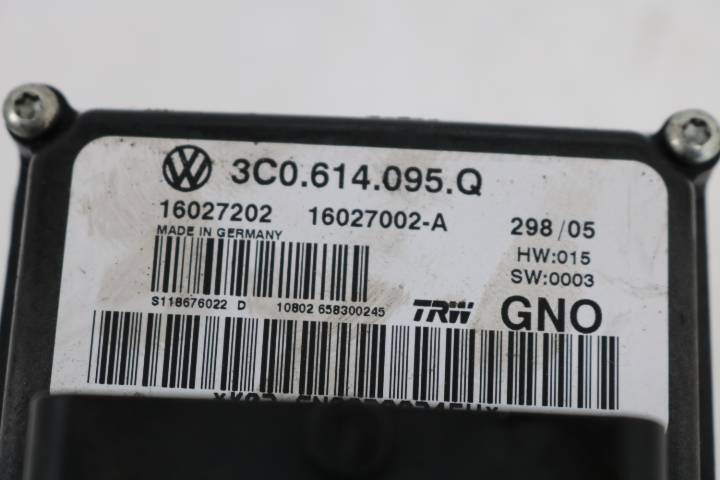 3C0.614.095.Q
16027202 16027002-A 298/05
MADE IN GERMANY HW:015
SW:0003
S118676022 D 10802 658300245 TRW GNO